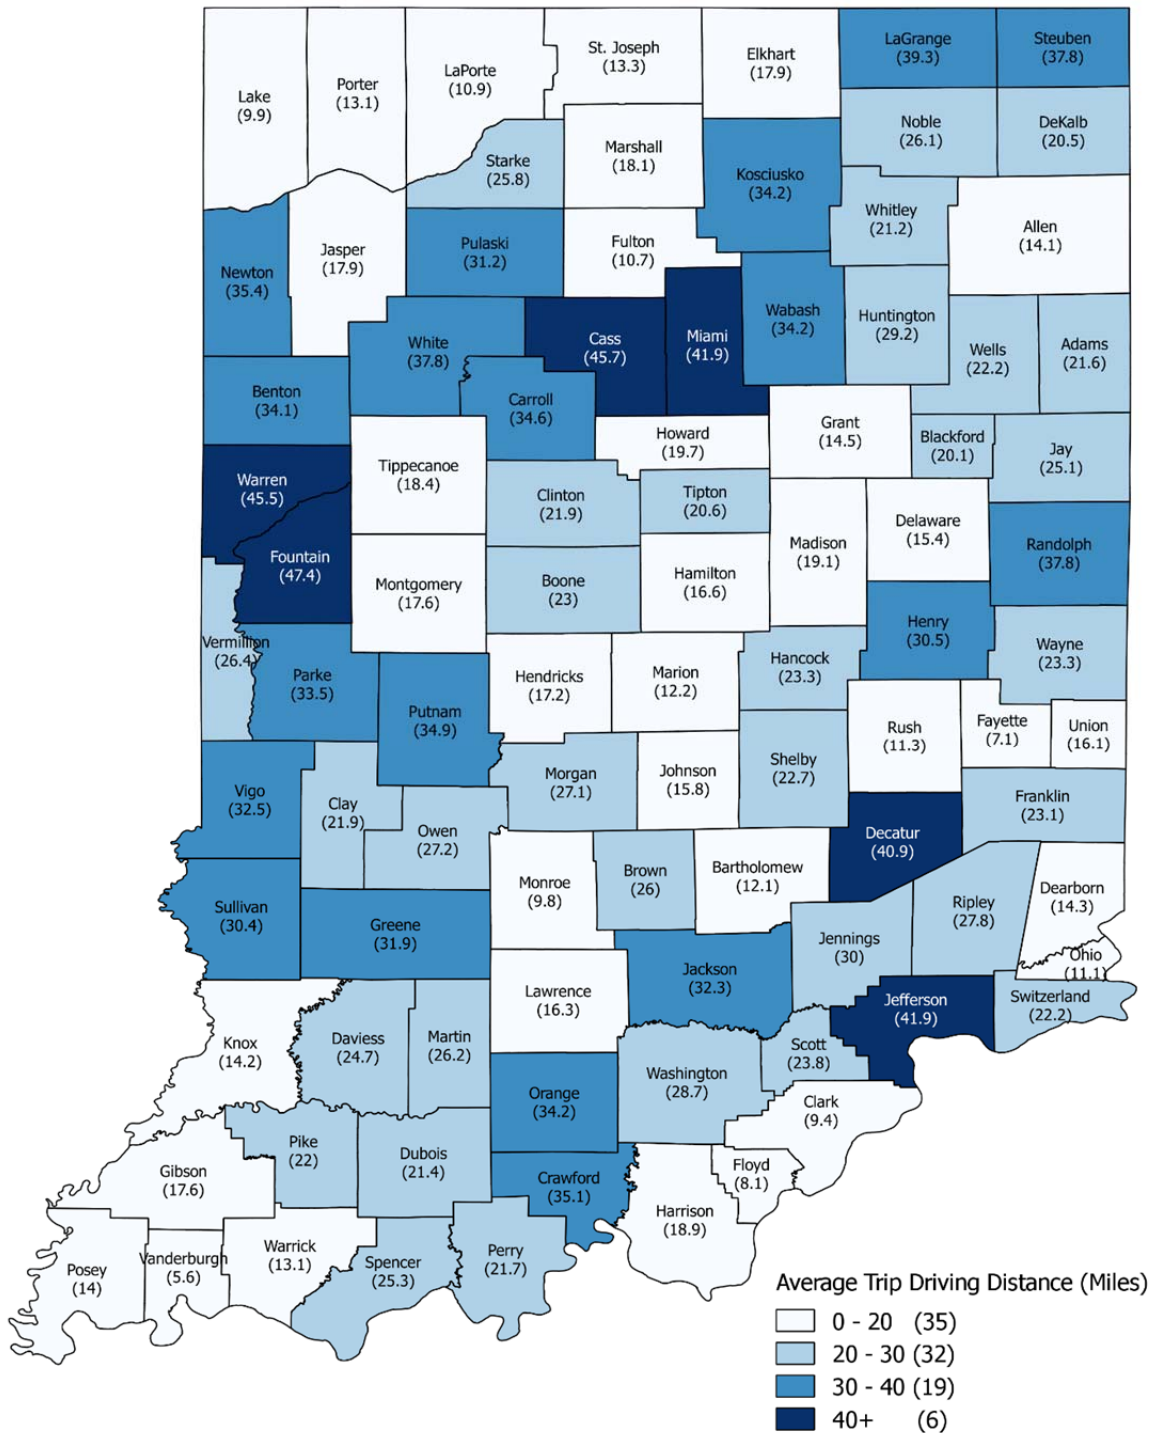 LaGrange
(39.3)
Steuben
(37.8)
St. Joseph
(13.3)
Elkhart
(17.9)
LaPorte
(10.9)
Porter
(13.1)
Lake
(9.9)
Noble
(26.1)
DeKalb
(20.5)
Marshall
(18.1)
Starke
(25.8)
Kosciusko
(34.2)
Whitley
(21.2)
Allen
(14.1)
Fulton
(10.7)
Pulaski
(31.2)
Jasper
(17.9)
Newton
(35.4)
Wabash
(34.2)
Huntington
(29.2)
Miami
(41.9)
Cass
(45.7)
White
(37.8)
Wells
(22.2)
Adams
(21.6)
Benton
(34.1)
Carroll
(34.6)
Grant
(14.5)
Howard
(19.7)
Blackford
(20.1)
Jay
(25.1)
Tippecanoe
(18.4)
Warren
(45.5)
Clinton
(21.9)
Tipton
(20.6)
Delaware
(15.4)
Madison
(19.1)
Randolph
(37.8)
Fountain
(47.4)
Montgomery
(17.6)
Boone
(23)
Hamilton
(16.6)
Henry
(30.5)
Vermillion
(26.4)
Wayne
(23.3)
Hancock
(23.3)
Parke
(33.5)
Hendricks
(17.2)
Marion
(12.2)
Putnam
(34.9)
Rush
(11.3)
Fayette
(7.1)
Union
(16.1)
Shelby
(22.7)
Johnson
(15.8)
Morgan
(27.1)
Vigo
(32.5)
Clay
(21.9)
Franklin
(23.1)
Owen
(27.2)
Decatur
(40.9)
Bartholomew
(12.1)
Brown
(26)
Monroe
(9.8)
Dearborn
(14.3)
Ripley
(27.8)
Sullivan
(30.4)
Greene
(31.9)
Jennings
(30)
Ohio
(11.1)
Jackson
(32.3)
Lawrence
(16.3)
Switzerland
(22.2)
Jefferson
(41.9)
Knox
(14.2)
Daviess
(24.7)
Martin
(26.2)
Scott
(23.8)
Washington
(28.7)
Orange
(34.2)
Clark
(9.4)
Pike
(22)
Dubois
(21.4)
Gibson
(17.6)
Crawford
(35.1)
Floyd
(8.1)
Harrison
(18.9)
Warrick
(13.1)
Perry
(21.7)
Spencer
(25.3)
Vanderburgh
(5.6)
Posey
(14)
Average Trip Driving Distance (Miles)
0 - 20 (35)
20 - 30 (32)
30 - 40 (19)
40+ (6)